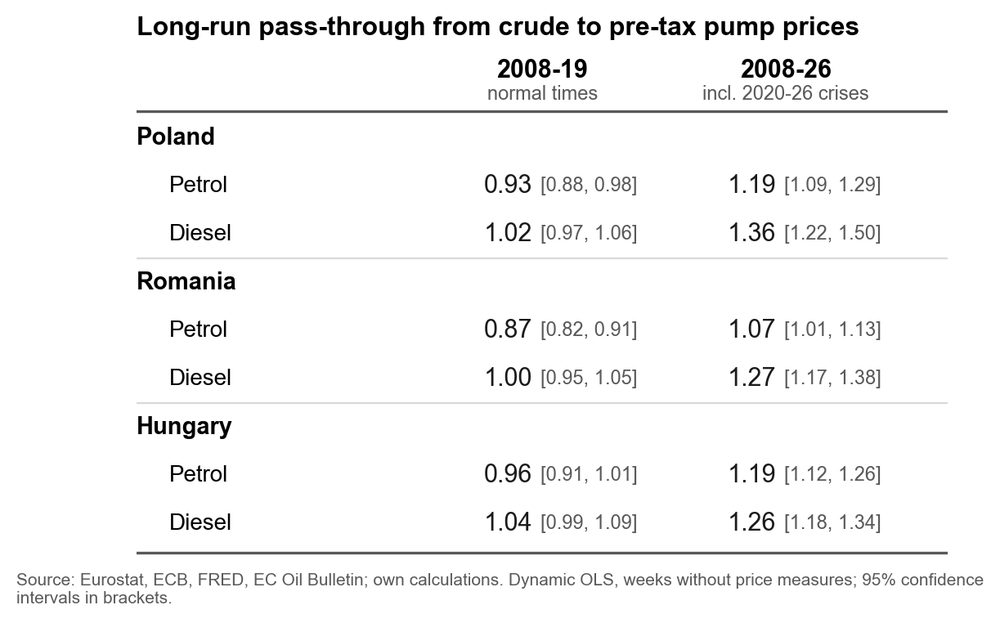 Long-run pass-through from crude to pre-tax pump prices
2008-19 2008-26
normal times incl. 2020-26 crises
Poland
Petrol 0.93 [0.88, 0.98] 1.19 [1.09, 1.29]
Diesel 1.02 [0.97, 1.06] 1.36 [1.22, 1.50]
Romania
Petrol 0.87 [0.82, 0.91] 1.07 [1.01, 1.13]
Diesel 1.00 [0.95, 1.05] 1.27 [1.17, 1.38]
Hungary
Petrol 0.96 [0.91, 1.01] 1.19 [1.12, 1.26]
Diesel 1.04 [0.99, 1.09] 1.26 [1.18, 1.34]
Source: Eurostat, ECB, FRED, EC Oil Bulletin; own calculations. Dynamic OLS, weeks without price measures; 95% confidence
intervals in brackets.